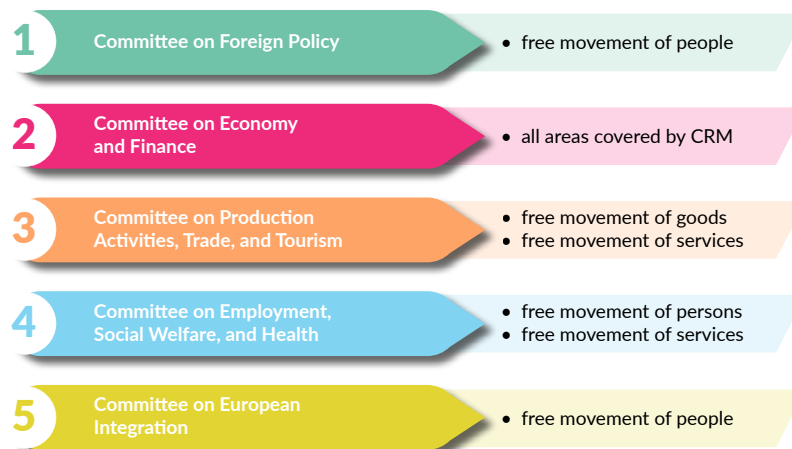 1
Committee on Foreign Policy
• free movement of people
2
Committee on Economy
and Finance
• all areas covered by CRM
3
Committee on Production
Activities, Trade, and Tourism
• free movement of goods
• free movement of services
4
Committee on Employment,
Social Welfare, and Health
• free movement of persons
• free movement of services
5
Committee on European
Integration
• free movement of people